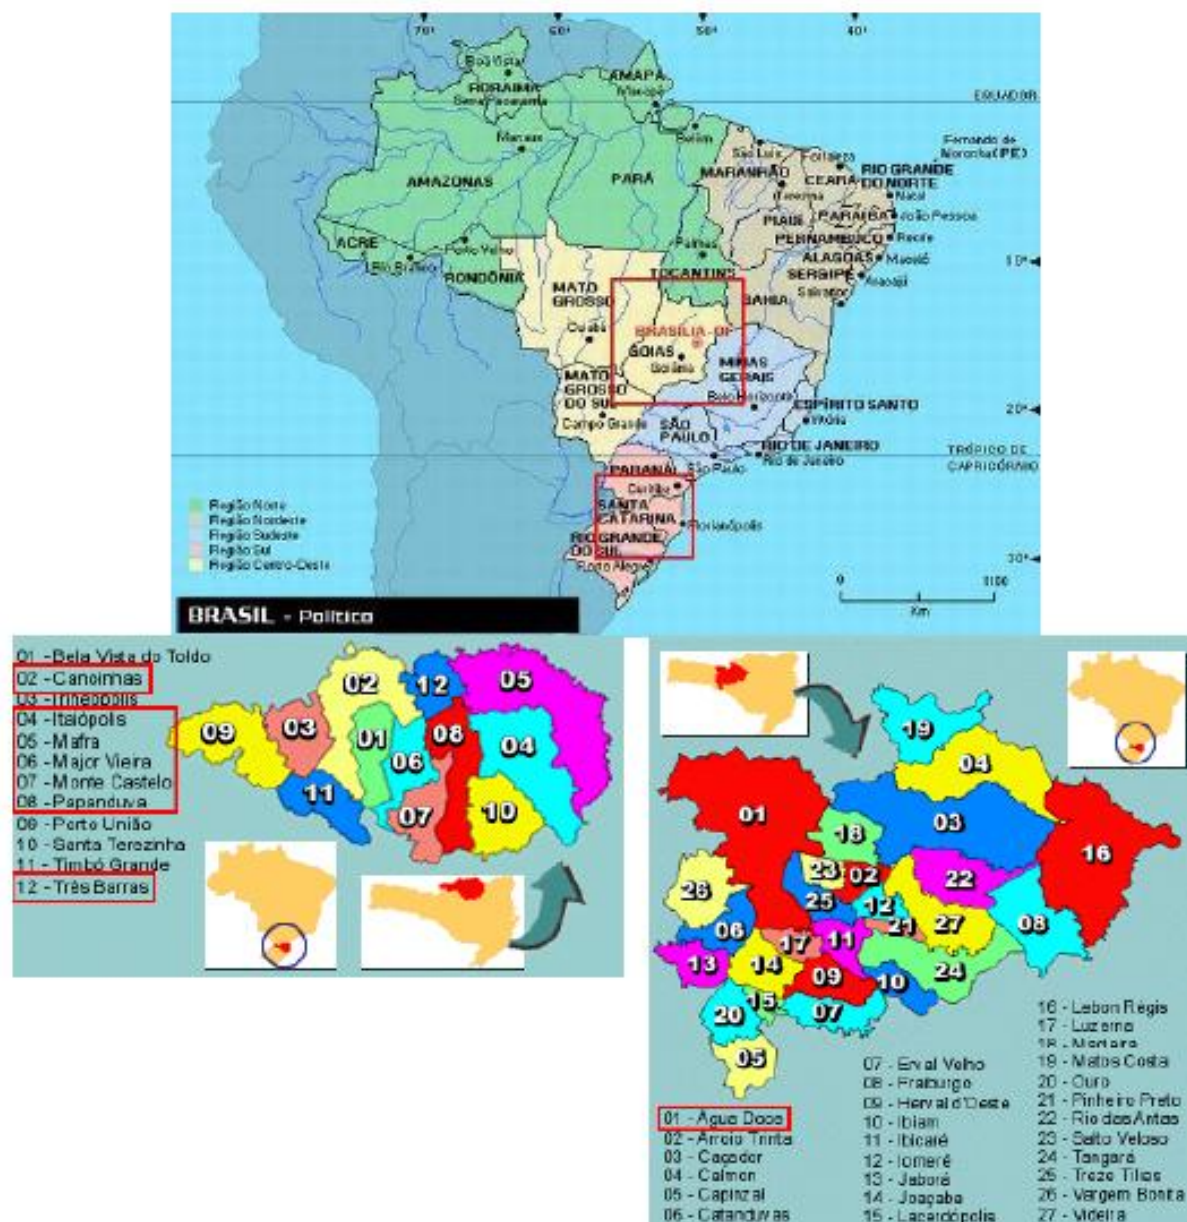 70º 60º 50º 40º
Boa Vista
RORAIMA
AMAPÁ
Macapá
EQUADOR
Manaus
Belém
São Luís
Fortaleza
Fernando de
Noronha (PE)
AMAZONAS
PARÁ
MARANHÃO
CEARÁ
RIO GRANDE
DO NORTE
Teresina
Natal
PIAUÍ
PARAÍBA
João Pessoa
ACRE
Porto Velho
Palmas
PERNAMBUCO
Recife
Rio Branco
RONDÔNIA
TOCANTINS
ALAGOAS
Maceió
10º
MATO
GROSSO
SERGIPE
Aracajú
BAHIA
Salvador
Cuiabá
BRASÍLIA-DF
GOIÁS
Goiânia
MINAS
GERAIS
MATO
GROSSO
DO SUL
Belo Horizonte
ESPÍRITO SANTO
20º
Campo Grande
SÃO
PAULO
Vitória
RIO DE JANEIRO
TRÓPICO DE
CAPRICÓRNIO
PARANÁ
São Paulo
Rio de Janeiro
Curitiba
SANTA
CATARINA
Florianópolis
RIO GRANDE
DO SUL
Porto Alegre
30º
Região Norte
Região Nordeste
Região Sudeste
Região Sul
Região Centro-Oeste
0 1100
Km
BRASIL - Político
01 - Bela Vista do Toldo
02 - Canoinhas
03 - Irineópolis
04 - Itaiópolis
05 - Mafra
06 - Major Vieira
07 - Monte Castelo
08 - Papanduva
09 - Porto União
10 - Santa Terezinha
11 - Timbó Grande
12 - Três Barras
02 12 05
09 03 01 08 04
06
11 07 10
19
04
01 03
18 16
23 02 22
26 25 12
06 21 27 08
17 11
13 14 09 24
10
20 15 07
05
01 - Água Doce
02 - Arroio Trinta
03 - Caçador
04 - Calmon
05 - Capinzal
06 - Catanduvas
07 - Erval Velho
08 - Fraiburgo
09 - Herval d'Oeste
10 - Ibiam
11 - Ibicaré
12 - Iomerê
13 - Jaborá
14 - Joaçaba
15 - Lacerdópolis
16 - Lebon Régis
17 - Luzerna
18 - Macieira
19 - Matos Costa
20 - Ouro
21 - Pinheiro Preto
22 - Rio das Antas
23 - Salto Veloso
24 - Tangará
25 - Treze Tílias
26 - Vargem Bonita
27 - Videira